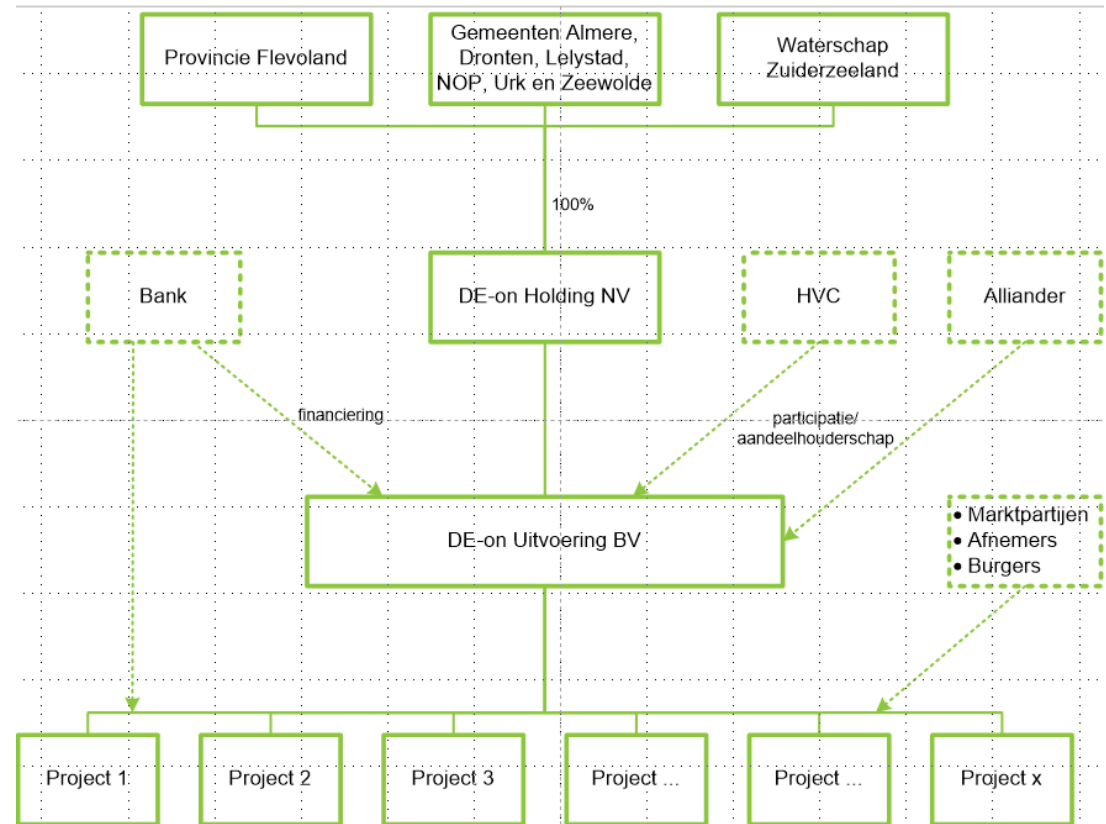 Provincie Flevoland
Gemeenten Almere,
Dronten, Lelystad,
NOP, Urk en Zeewolde
Waterschap
Zuiderzeeland
100%
Bank
DE-on Holding NV
HVC
Alliander
financiering
participatie/
aandeelhouderschap
DE-on Uitvoering BV
• Marktpartijen
• Afnemers
• Burgers
Project 1
Project 2
Project 3
Project ...
Project ...
Project x